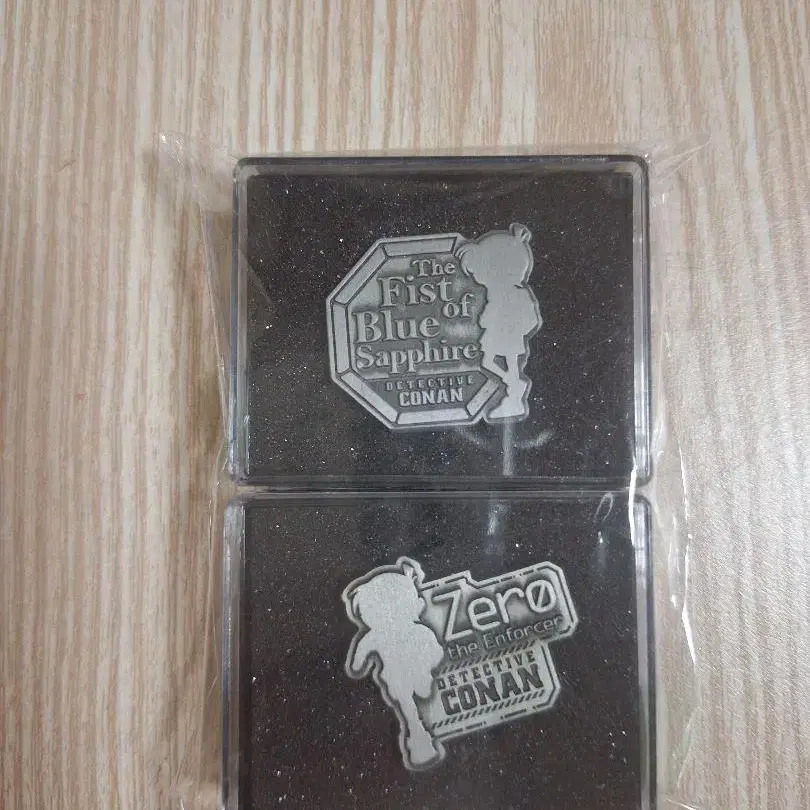 The
Fist
of
Blue
Sapphire
DETECTIVE
CONAN
Zerø
the Enforcer
DETECTIVE
CONAN